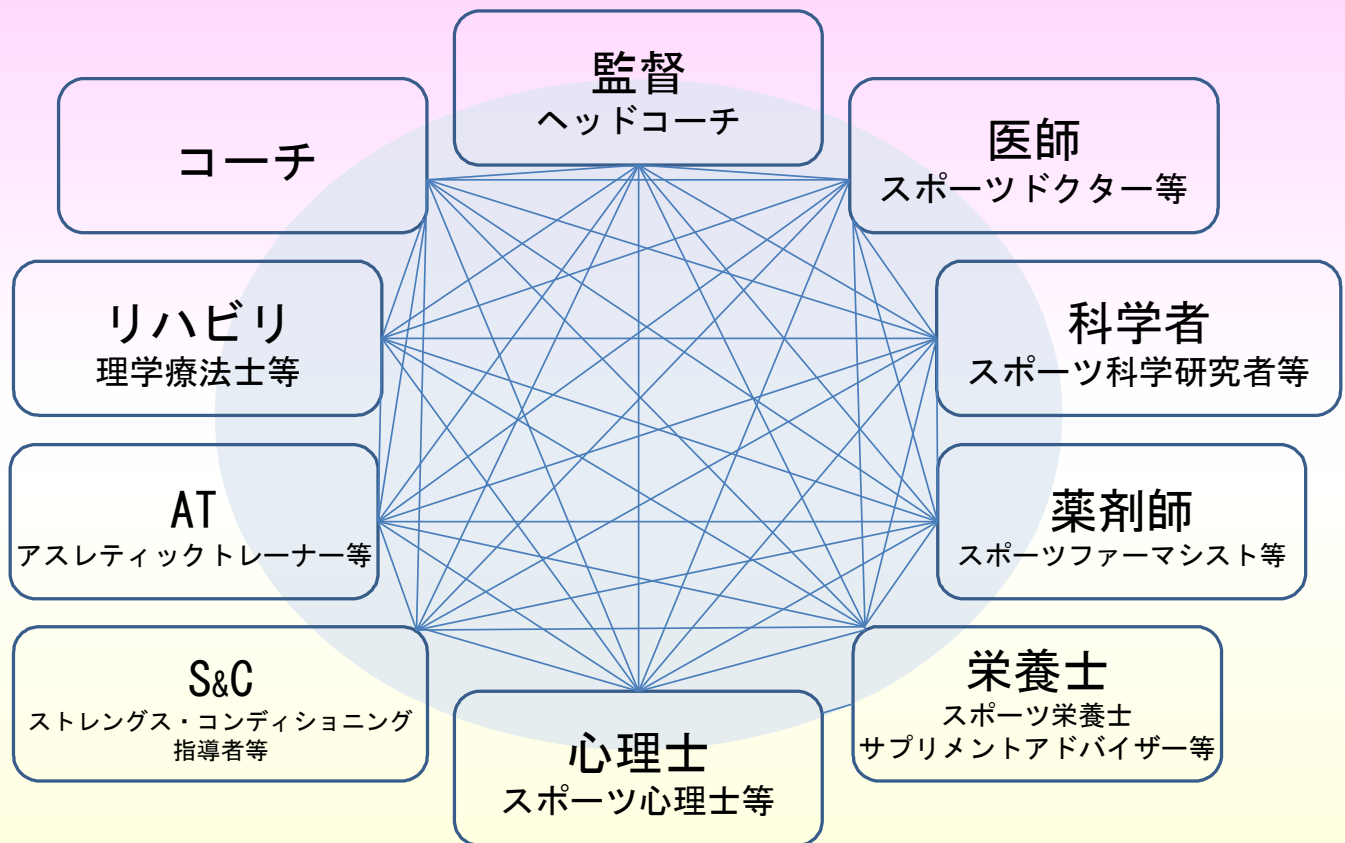 監督
ヘッドコーチ
コーチ
医師
スポーツドクター等
リハビリ
理学療法士等
科学者
スポーツ科学研究者等
AT
アスレティックトレーナー等
薬剤師
スポーツファーマシスト等
S&C
ストレングス・コンディショニング
指導者等
心理士
スポーツ心理士等
栄養士
スポーツ栄養士
サプリメントアドバイザー等